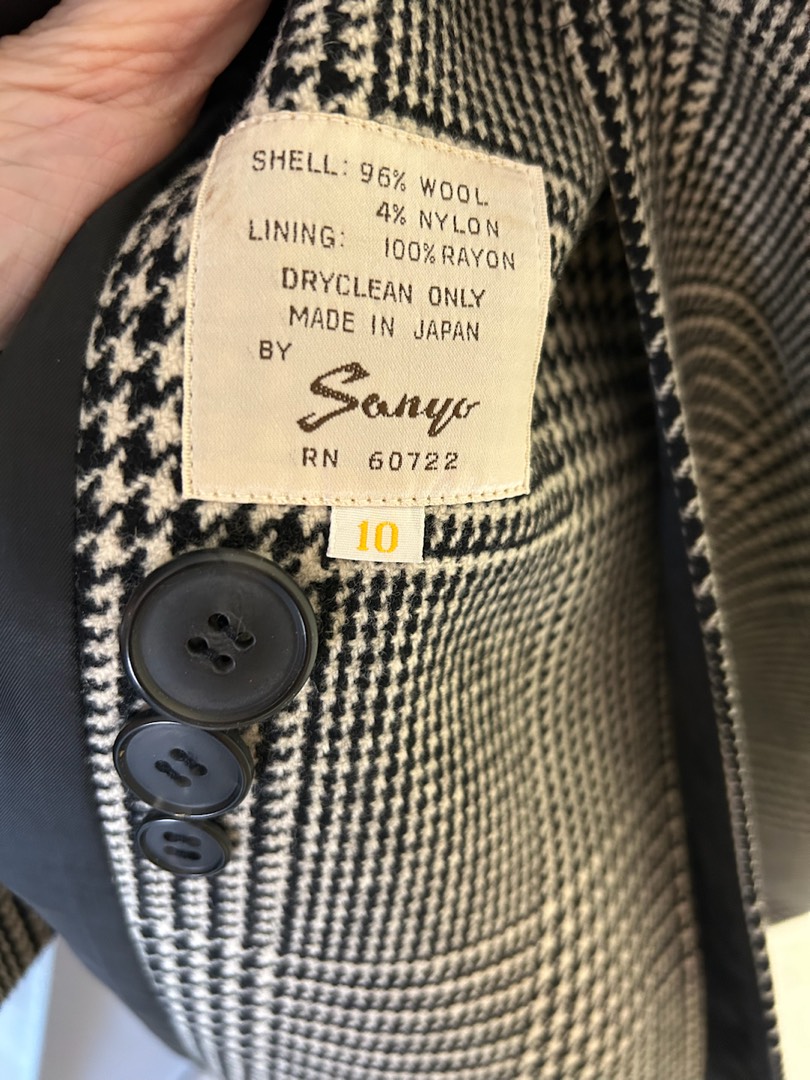 SHELL: 96% WOOL
4% NYLON
LINING: 100% RAYON
DRYCLEAN ONLY
MADE IN JAPAN
BY
Sanyo
RN 60722
10